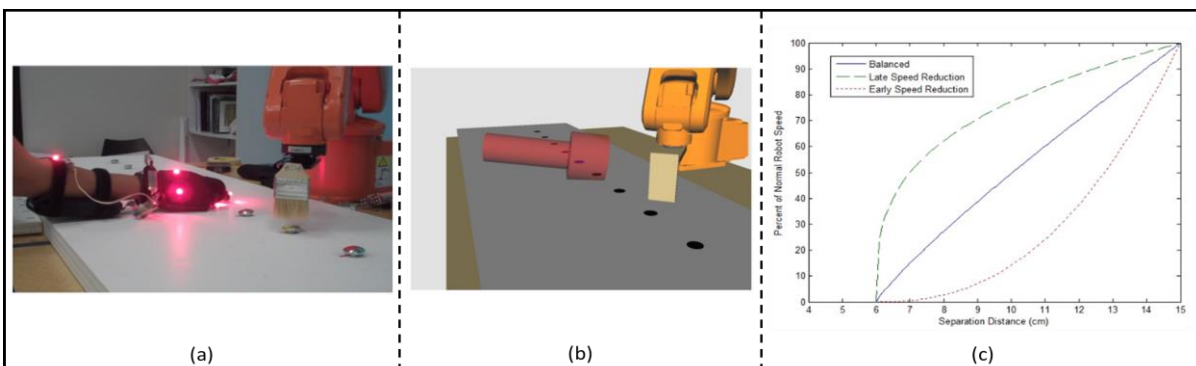 (a)
(b)
100
90
80
70
60
50
40
30
20
10
0
Percent of Normal Robot Speed
Balanced
Late Speed Reduction
Early Speed Reduction
4 5 6 7 8 9 10 11 12 13 14 15
Separation Distance (cm)
(c)